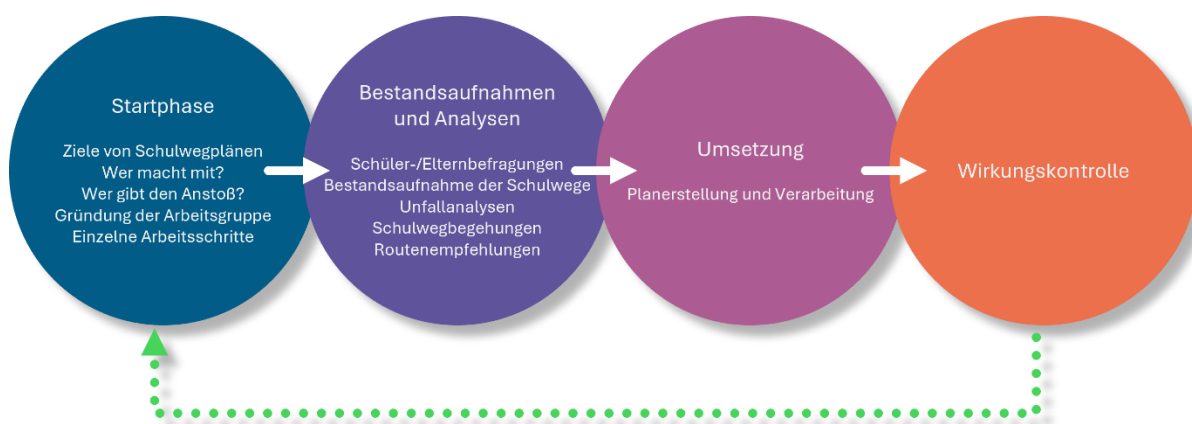 Startphase
Ziele von Schulwegplänen
Wer macht mit?
Wer gibt den Anstoß?
Gründung der Arbeitsgruppe
Einzelne Arbeitsschritte
Bestandsaufnahmen
und Analysen
Schüler-/Elternbefragungen
Bestandsaufnahme der Schulwege
Unfallanalysen
Schulwegbegehungen
Routenempfehlungen
Umsetzung
Planerstellung und Verarbeitung
Wirkungskontrolle